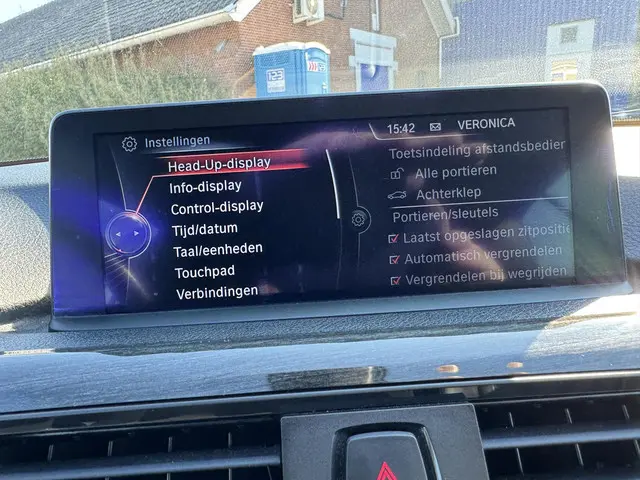 123
15:42 VERONICA
Instellingen
Head-Up-display
Info-display
Control-display
Tijd/datum
Taal/eenheden
Touchpad
Verbindingen
Toetsindeling afstandsbedier
Alle portieren
Achterklep
Portieren/sleutels
Laatst opgeslagen zitpositie
Automatisch vergrendelen
Vergrendelen bij wegrijden